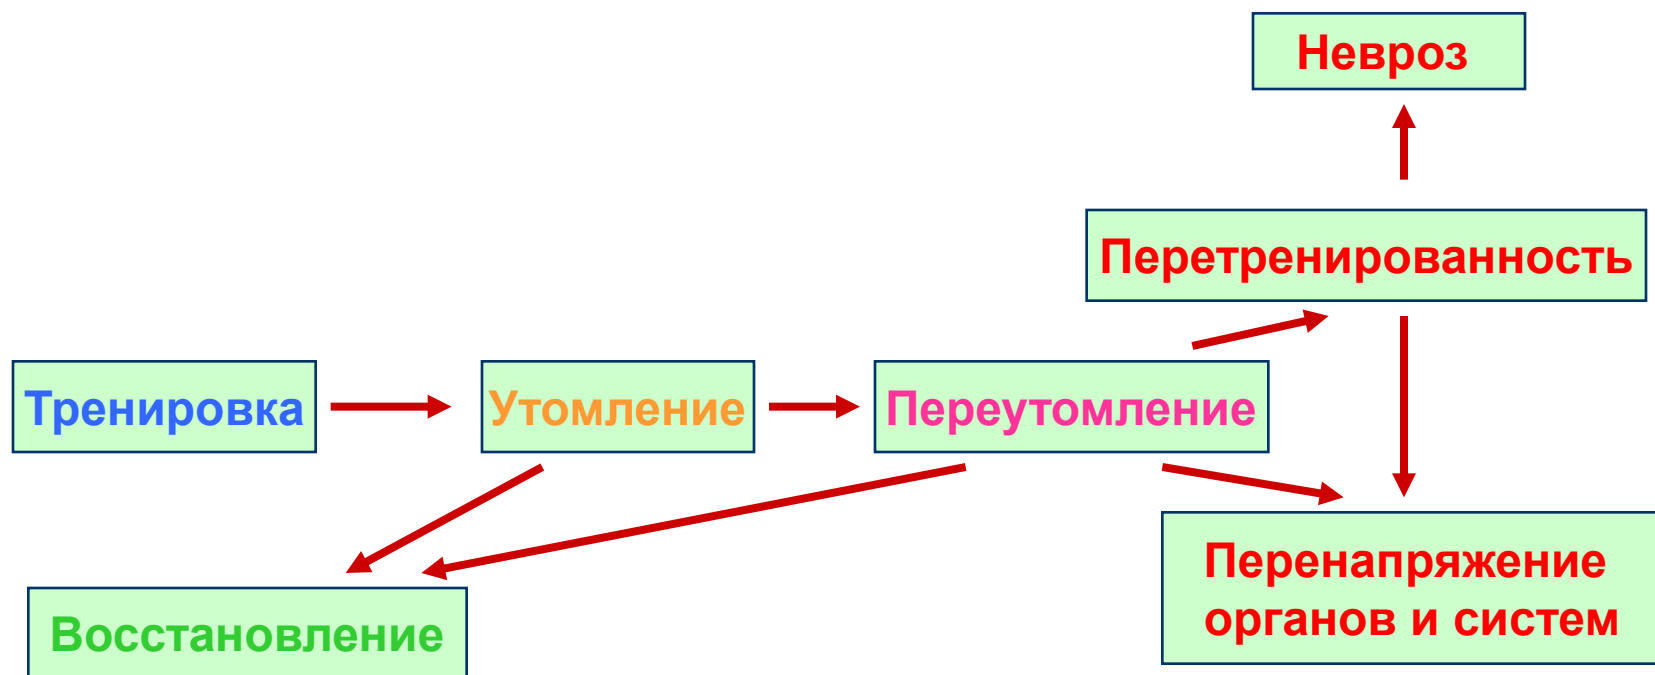 Невроз
Перетренированность
Тренировка
Утомление
Переутомление
Перенапряжение
органов и систем
Восстановление